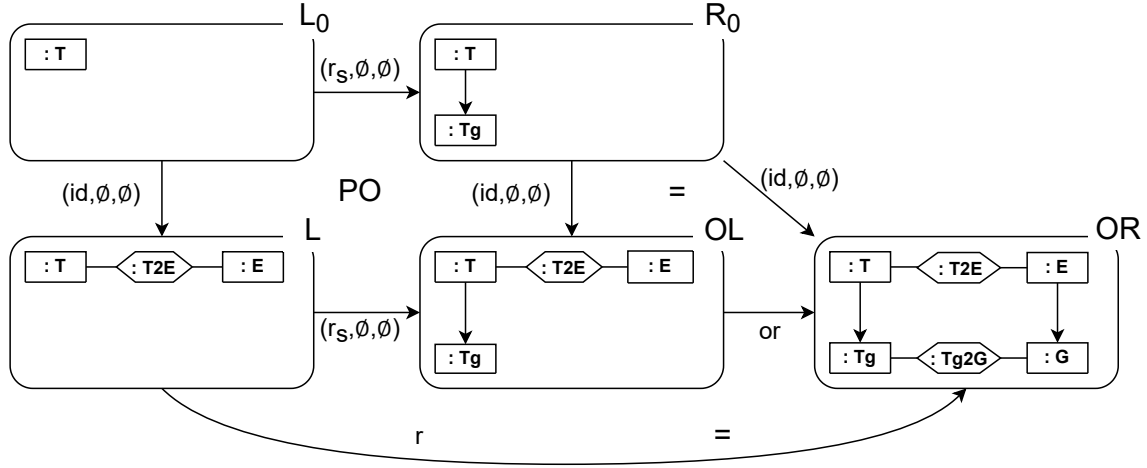 L₀
R₀
: T
: T
(rₛ,∅,∅)
: Tg
(id,∅,∅)
PO
(id,∅,∅)
=
(id,∅,∅)
L
OL
OR
: T
: T2E
: E
: T
: T2E
: E
: T
: T2E
: E
(rₛ,∅,∅)
or
: Tg
: Tg
: Tg2G
: G
r
=